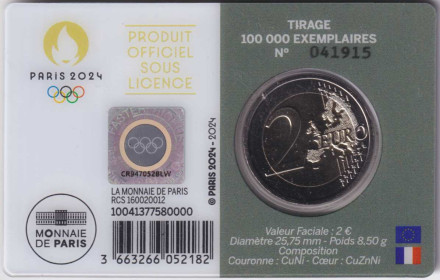 PARIS 2024
PRODUIT
OFFICIEL
SOUS
LICENCE
CR947052BLW
LA MONNAIE DE PARIS
RCS 160020012
10041377580000
3 663266 052182
MONNAIE
DE PARIS
© PARIS 2024 - 2024
TIRAGE
100 000 EXEMPLAIRES
N° 041915
2 EURO
Valeur Faciale : 2 €
Diamètre 25,75 mm - Poids 8,50 g
Composition
Couronne : CuNi - Cœur : CuZnNi